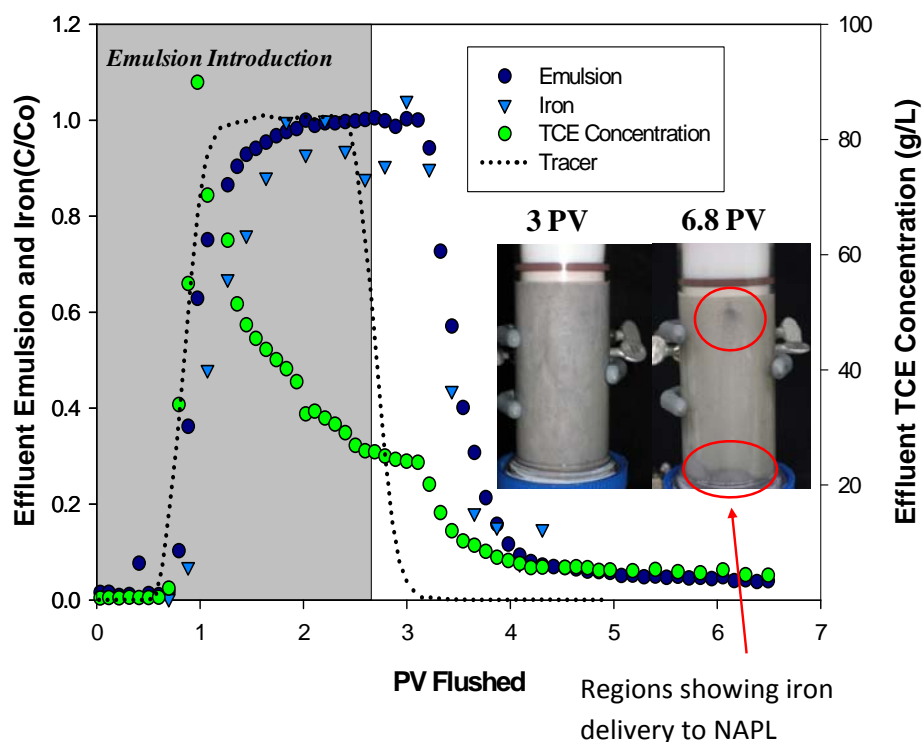 Emulsion Introduction
Emulsion
Iron
TCE Concentration
Tracer
3 PV
6.8 PV
Effluent Emulsion and Iron(C/Co)
1.2
1.0
0.8
0.6
0.4
0.2
0.0
Effluent TCE Concentration (g/L)
100
80
60
40
20
0 1 2 3 4 5 6 7
PV Flushed
Regions showing iron
delivery to NAPL